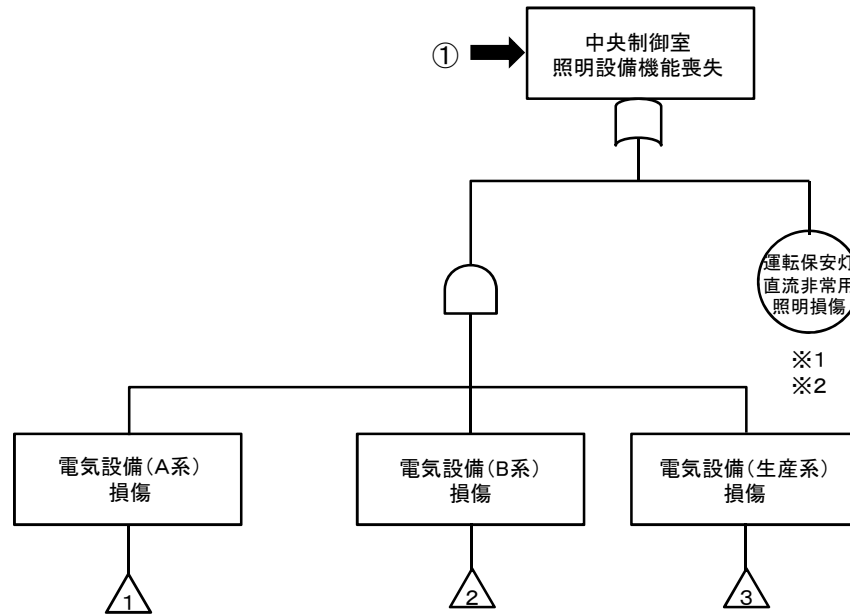 中央制御室
照明設備機能喪失
①
運転保安灯
直流非常用
照明損傷
※1
※2
電気設備(A系)
損傷
電気設備(B系)
損傷
電気設備(生産系)
損傷
1
2
3